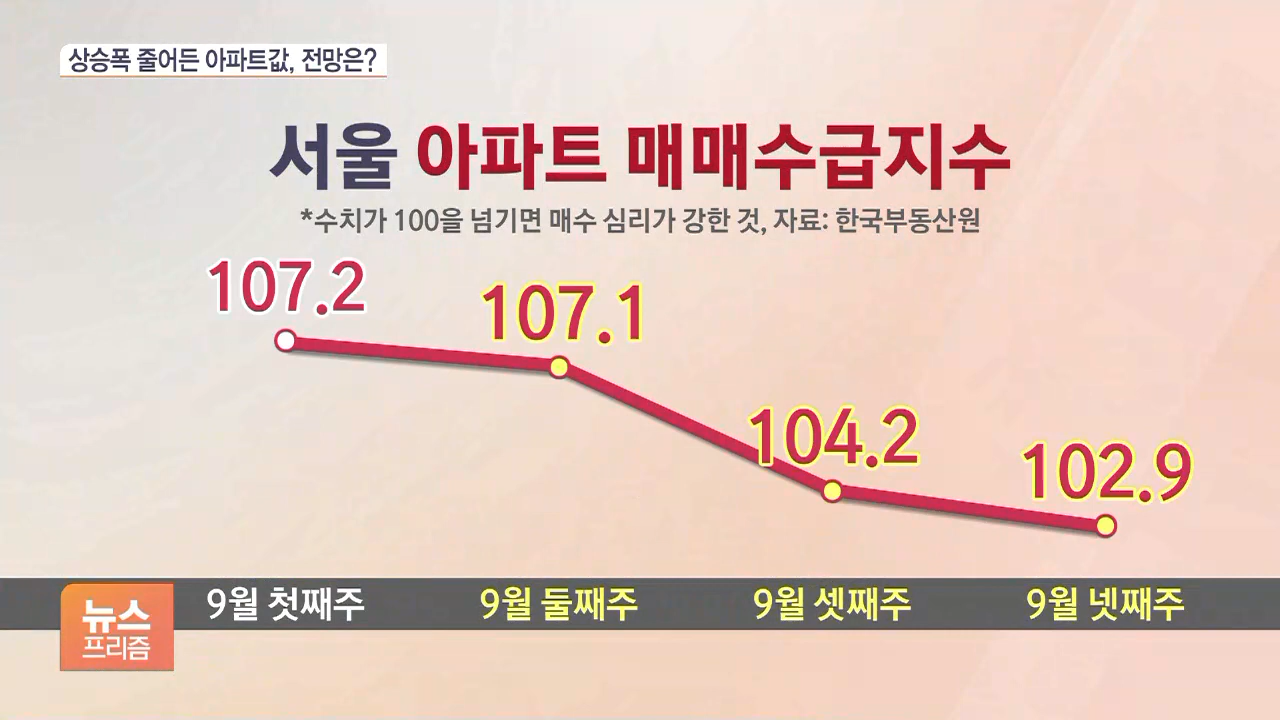 상승폭 줄어든 아파트값, 전망은?
서울 아파트 매매수급지수
*수치가 100을 넘기면 매수 심리가 강한 것, 자료: 한국부동산원
107.2
107.1
104.2
102.9
9월 첫째주
9월 둘째주
9월 셋째주
9월 넷째주
뉴스
프리즘